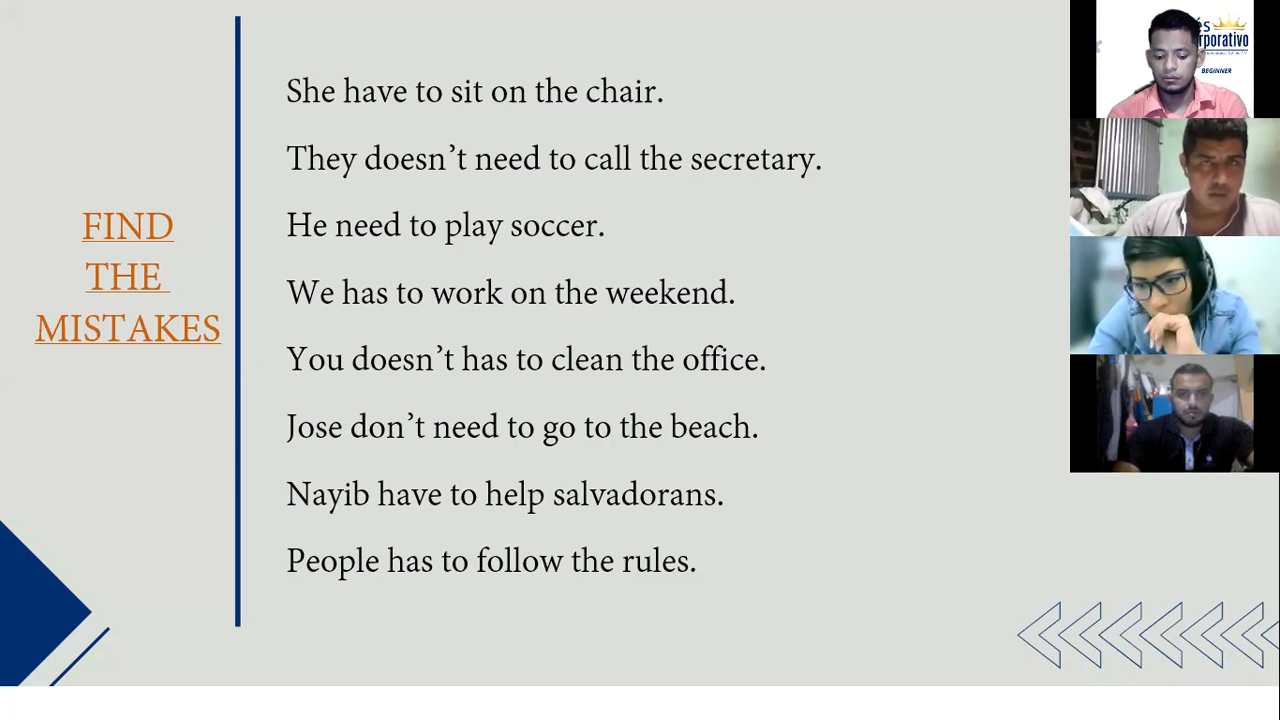 FIND
THE
MISTAKES
She have to sit on the chair.
They doesn’t need to call the secretary.
He need to play soccer.
We has to work on the weekend.
You doesn’t has to clean the office.
Jose don’t need to go to the beach.
Nayib have to help salvadorans.
People has to follow the rules.
BEGINNER